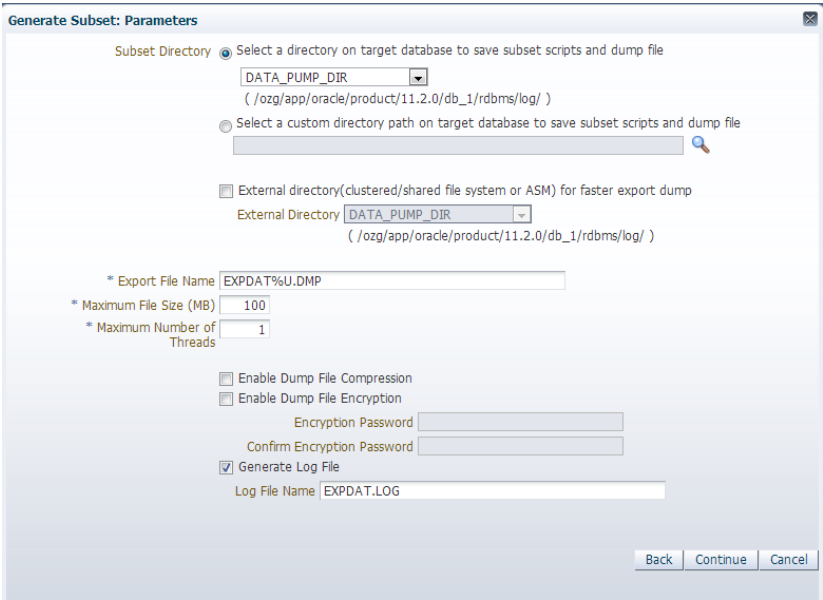 Generate Subset: Parameters
Subset Directory Select a directory on target database to save subset scripts and dump file
DATA_PUMP_DIR
( /ozg/app/oracle/product/11.2.0/db_1/rdbms/log/ )
Select a custom directory path on target database to save subset scripts and dump file
External directory(clustered/shared file system or ASM) for faster export dump
External Directory DATA_PUMP_DIR
( /ozg/app/oracle/product/11.2.0/db_1/rdbms/log/ )
* Export File Name EXPDAT%U.DMP
* Maximum File Size (MB) 100
* Maximum Number of 1
Threads
Enable Dump File Compression
Enable Dump File Encryption
Encryption Password
Confirm Encryption Password
Generate Log File
Log File Name EXPDAT.LOG
Back Continue Cancel